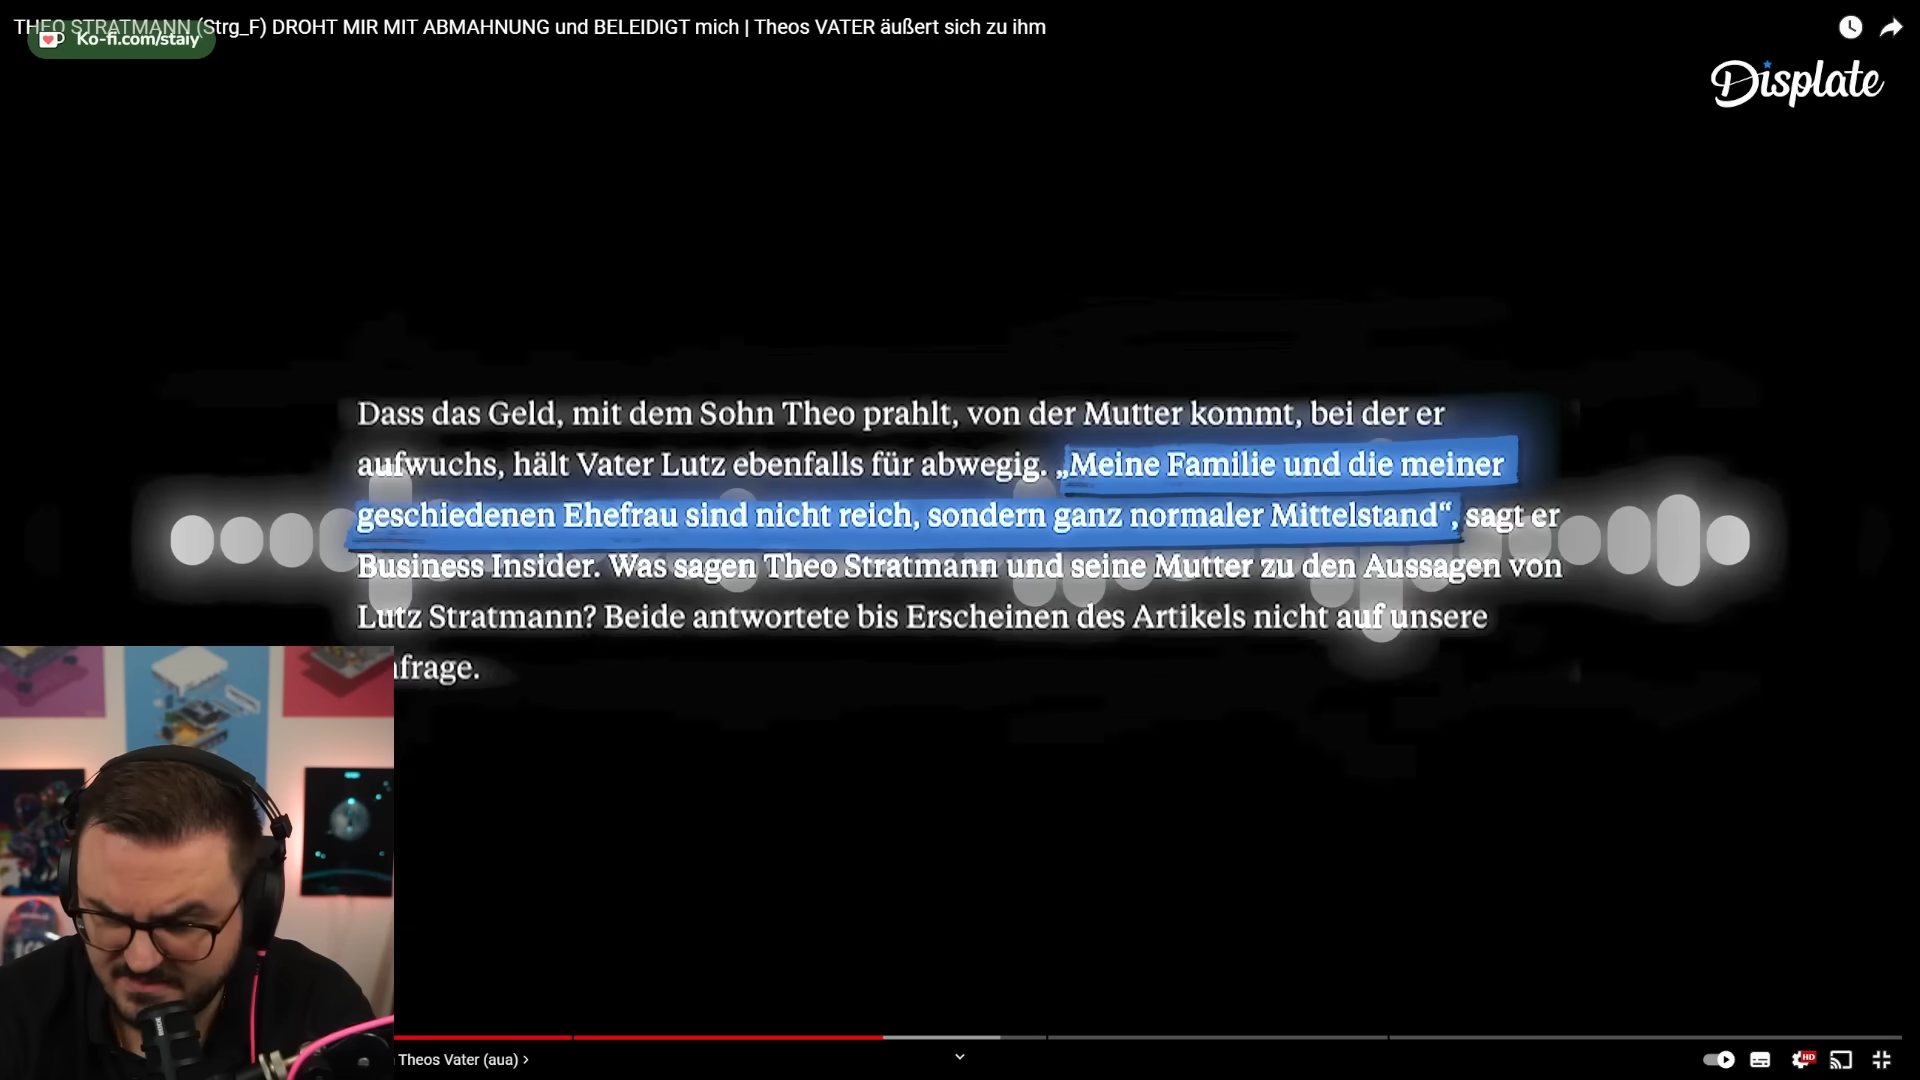 THEO STRATMANN (Strg_F) DROHT MIR MIT ABMAHNUNG und BELEIDIGT mich | Theos VATER äußert sich zu ihm
Ko-fi.com/staiy
Displate
Dass das Geld, mit dem Sohn Theo prahlt, von der Mutter kommt, bei der er
aufwuchs, hält Vater Lutz ebenfalls für abwegig. „Meine Familie und die meiner
geschiedenen Ehefrau sind nicht reich, sondern ganz normaler Mittelstand“, sagt er
Business Insider. Was sagen Theo Stratmann und seine Mutter zu den Aussagen von
Lutz Stratmann? Beide antwortete bis Erscheinen des Artikels nicht auf unsere
nfrage.
Theos Vater (aua) ›
HD